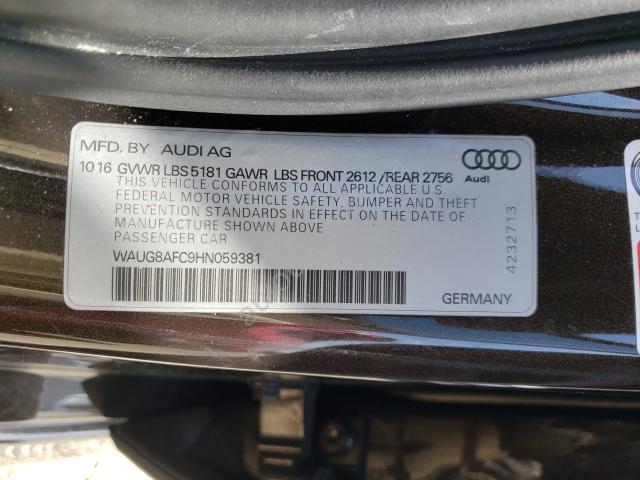 MFD. BY AUDI AG
10 16 GVWR LBS 5181 GAWR LBS FRONT 2612 / REAR 2756
THIS VEHICLE CONFORMS TO ALL APPLICABLE U.S.
FEDERAL MOTOR VEHICLE SAFETY, BUMPER AND THEFT
PREVENTION STANDARDS IN EFFECT ON THE DATE OF
MANUFACTURE SHOWN ABOVE
PASSENGER CAR
WAUG8AFC9HN059381
Audi
4232713
GERMANY